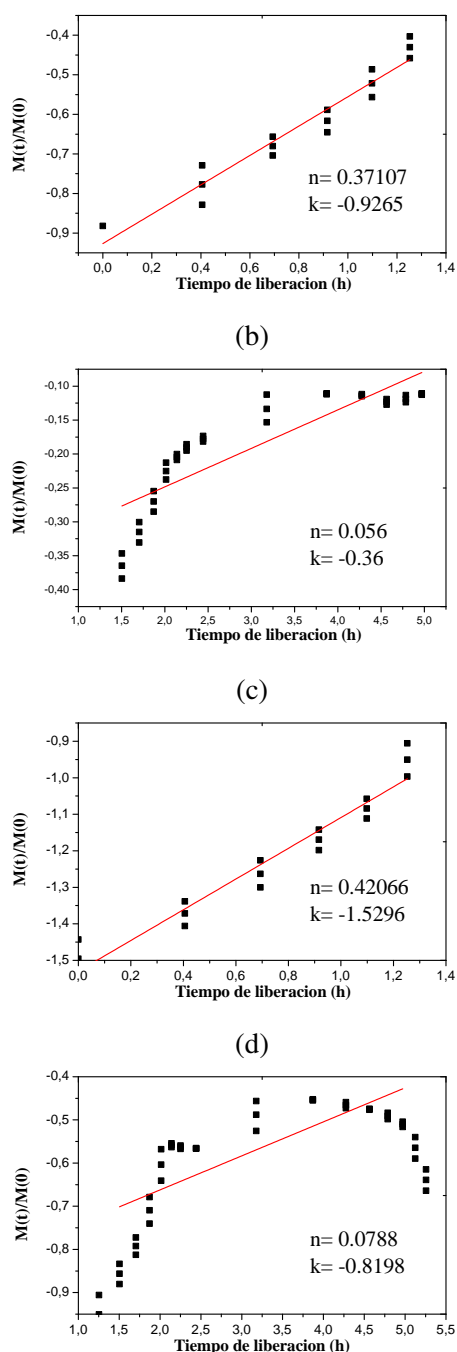 -0,4
-0,5
-0,6
-0,7
-0,8
-0,9
M(t)/M(0)
n= 0.37107
k= -0.9265
0,0 0,2 0,4 0,6 0,8 1,0 1,2 1,4
Tiempo de liberacion (h)
(b)
-0,10
-0,15
-0,20
-0,25
-0,30
-0,35
-0,40
M(t)/M(0)
n= 0.056
k= -0.36
1,0 1,5 2,0 2,5 3,0 3,5 4,0 4,5 5,0
Tiempo de liberacion (h)
(c)
-0,9
-1,0
-1,1
-1,2
-1,3
-1,4
-1,5
M(t)/M(0)
n= 0.42066
k= -1.5296
0,0 0,2 0,4 0,6 0,8 1,0 1,2 1,4
Tiempo de liberacion (h)
(d)
-0,4
-0,5
-0,6
-0,7
-0,8
-0,9
M(t)/M(0)
n= 0.0788
k= -0.8198
1,0 1,5 2,0 2,5 3,0 3,5 4,0 4,5 5,0 5,5
Tiempo de liberacion (h)